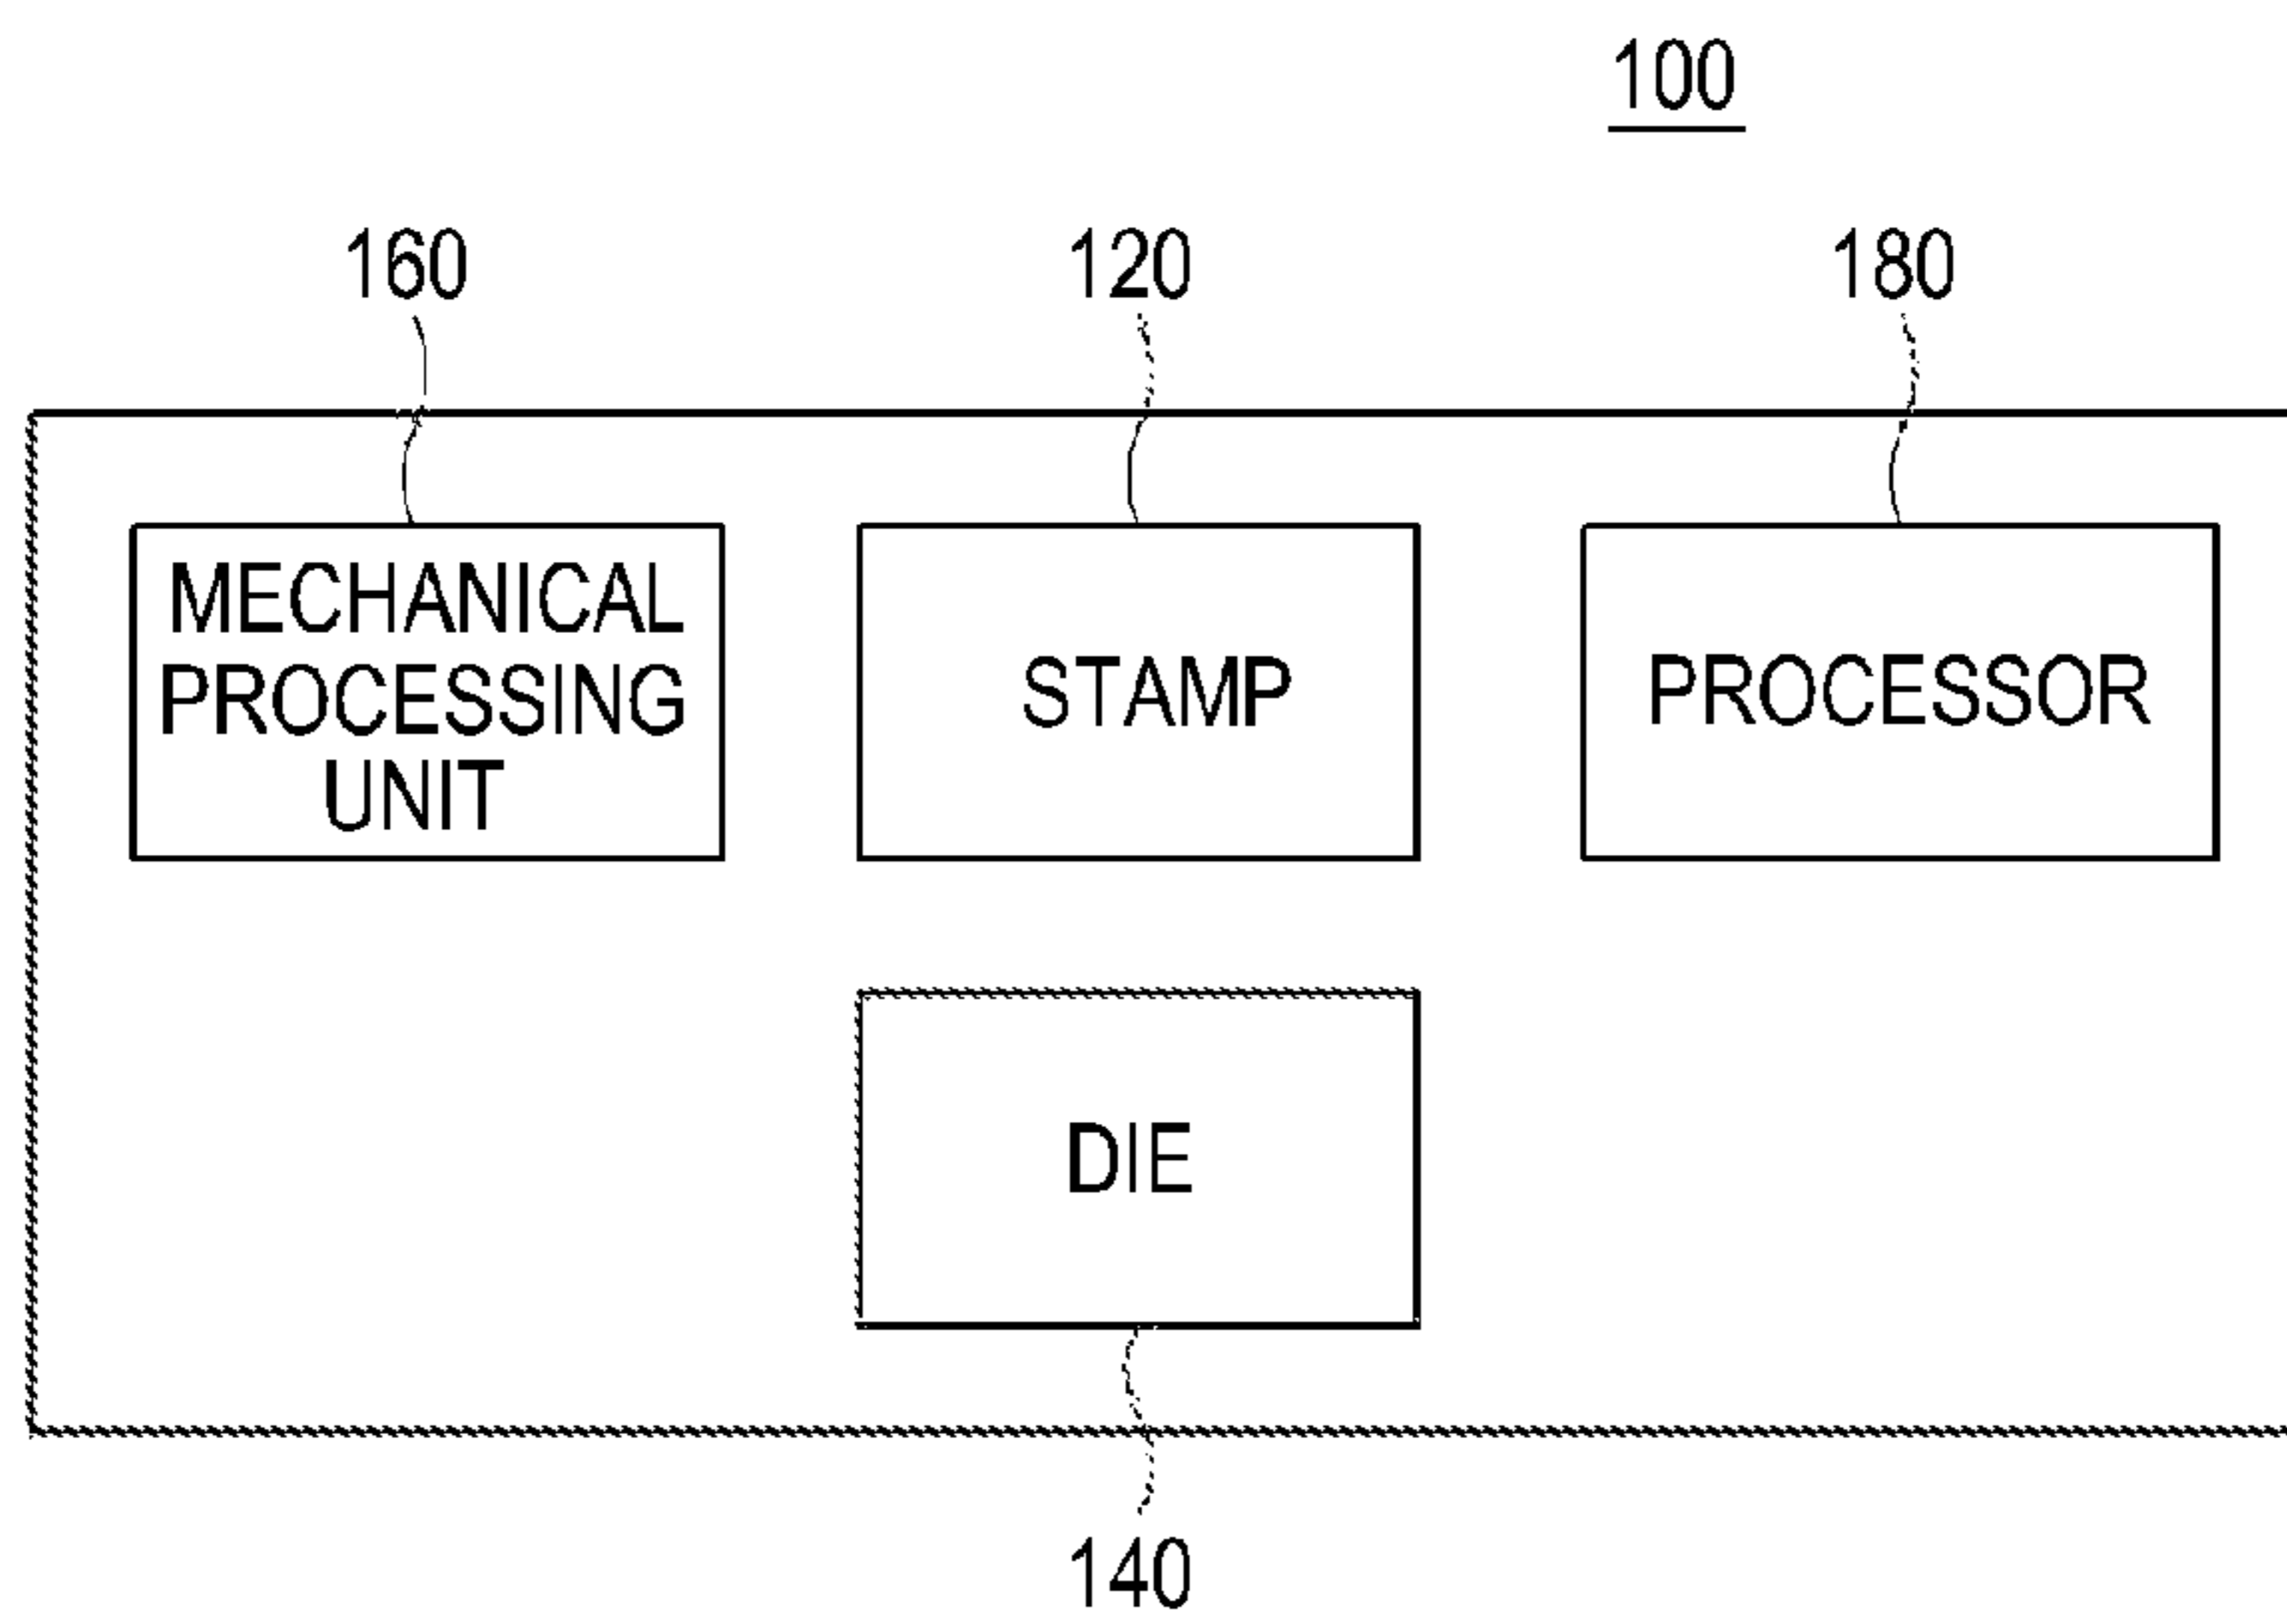 100
160
120
180
MECHANICAL
PROCESSING
UNIT
STAMP
PROCESSOR
DIE
140